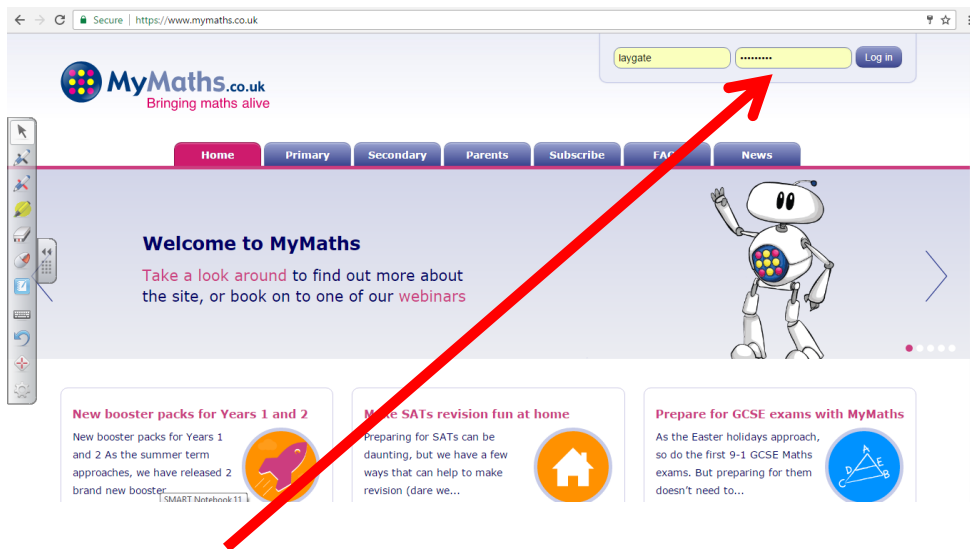 Secure | https://www.mymaths.co.uk
laygate ••••••••• Log in
MyMaths.co.uk
Bringing maths alive
Home Primary Secondary Parents Subscribe News
Welcome to MyMaths
Take a look around to find out more about
the site, or book on to one of our webinars
New booster packs for Years 1 and 2
New booster packs for Years 1
and 2 As the summer term
approaches, we have released 2
brand new booster
SMART Notebook 11
SATs revision fun at home
Preparing for SATs can be
daunting, but we have a few
ways that can help to make
revision (dare we...
Prepare for GCSE exams with MyMaths
As the Easter holidays approach,
so do the first 9-1 GCSE Maths
exams. But preparing for them
doesn't need to...
A
D E
C B